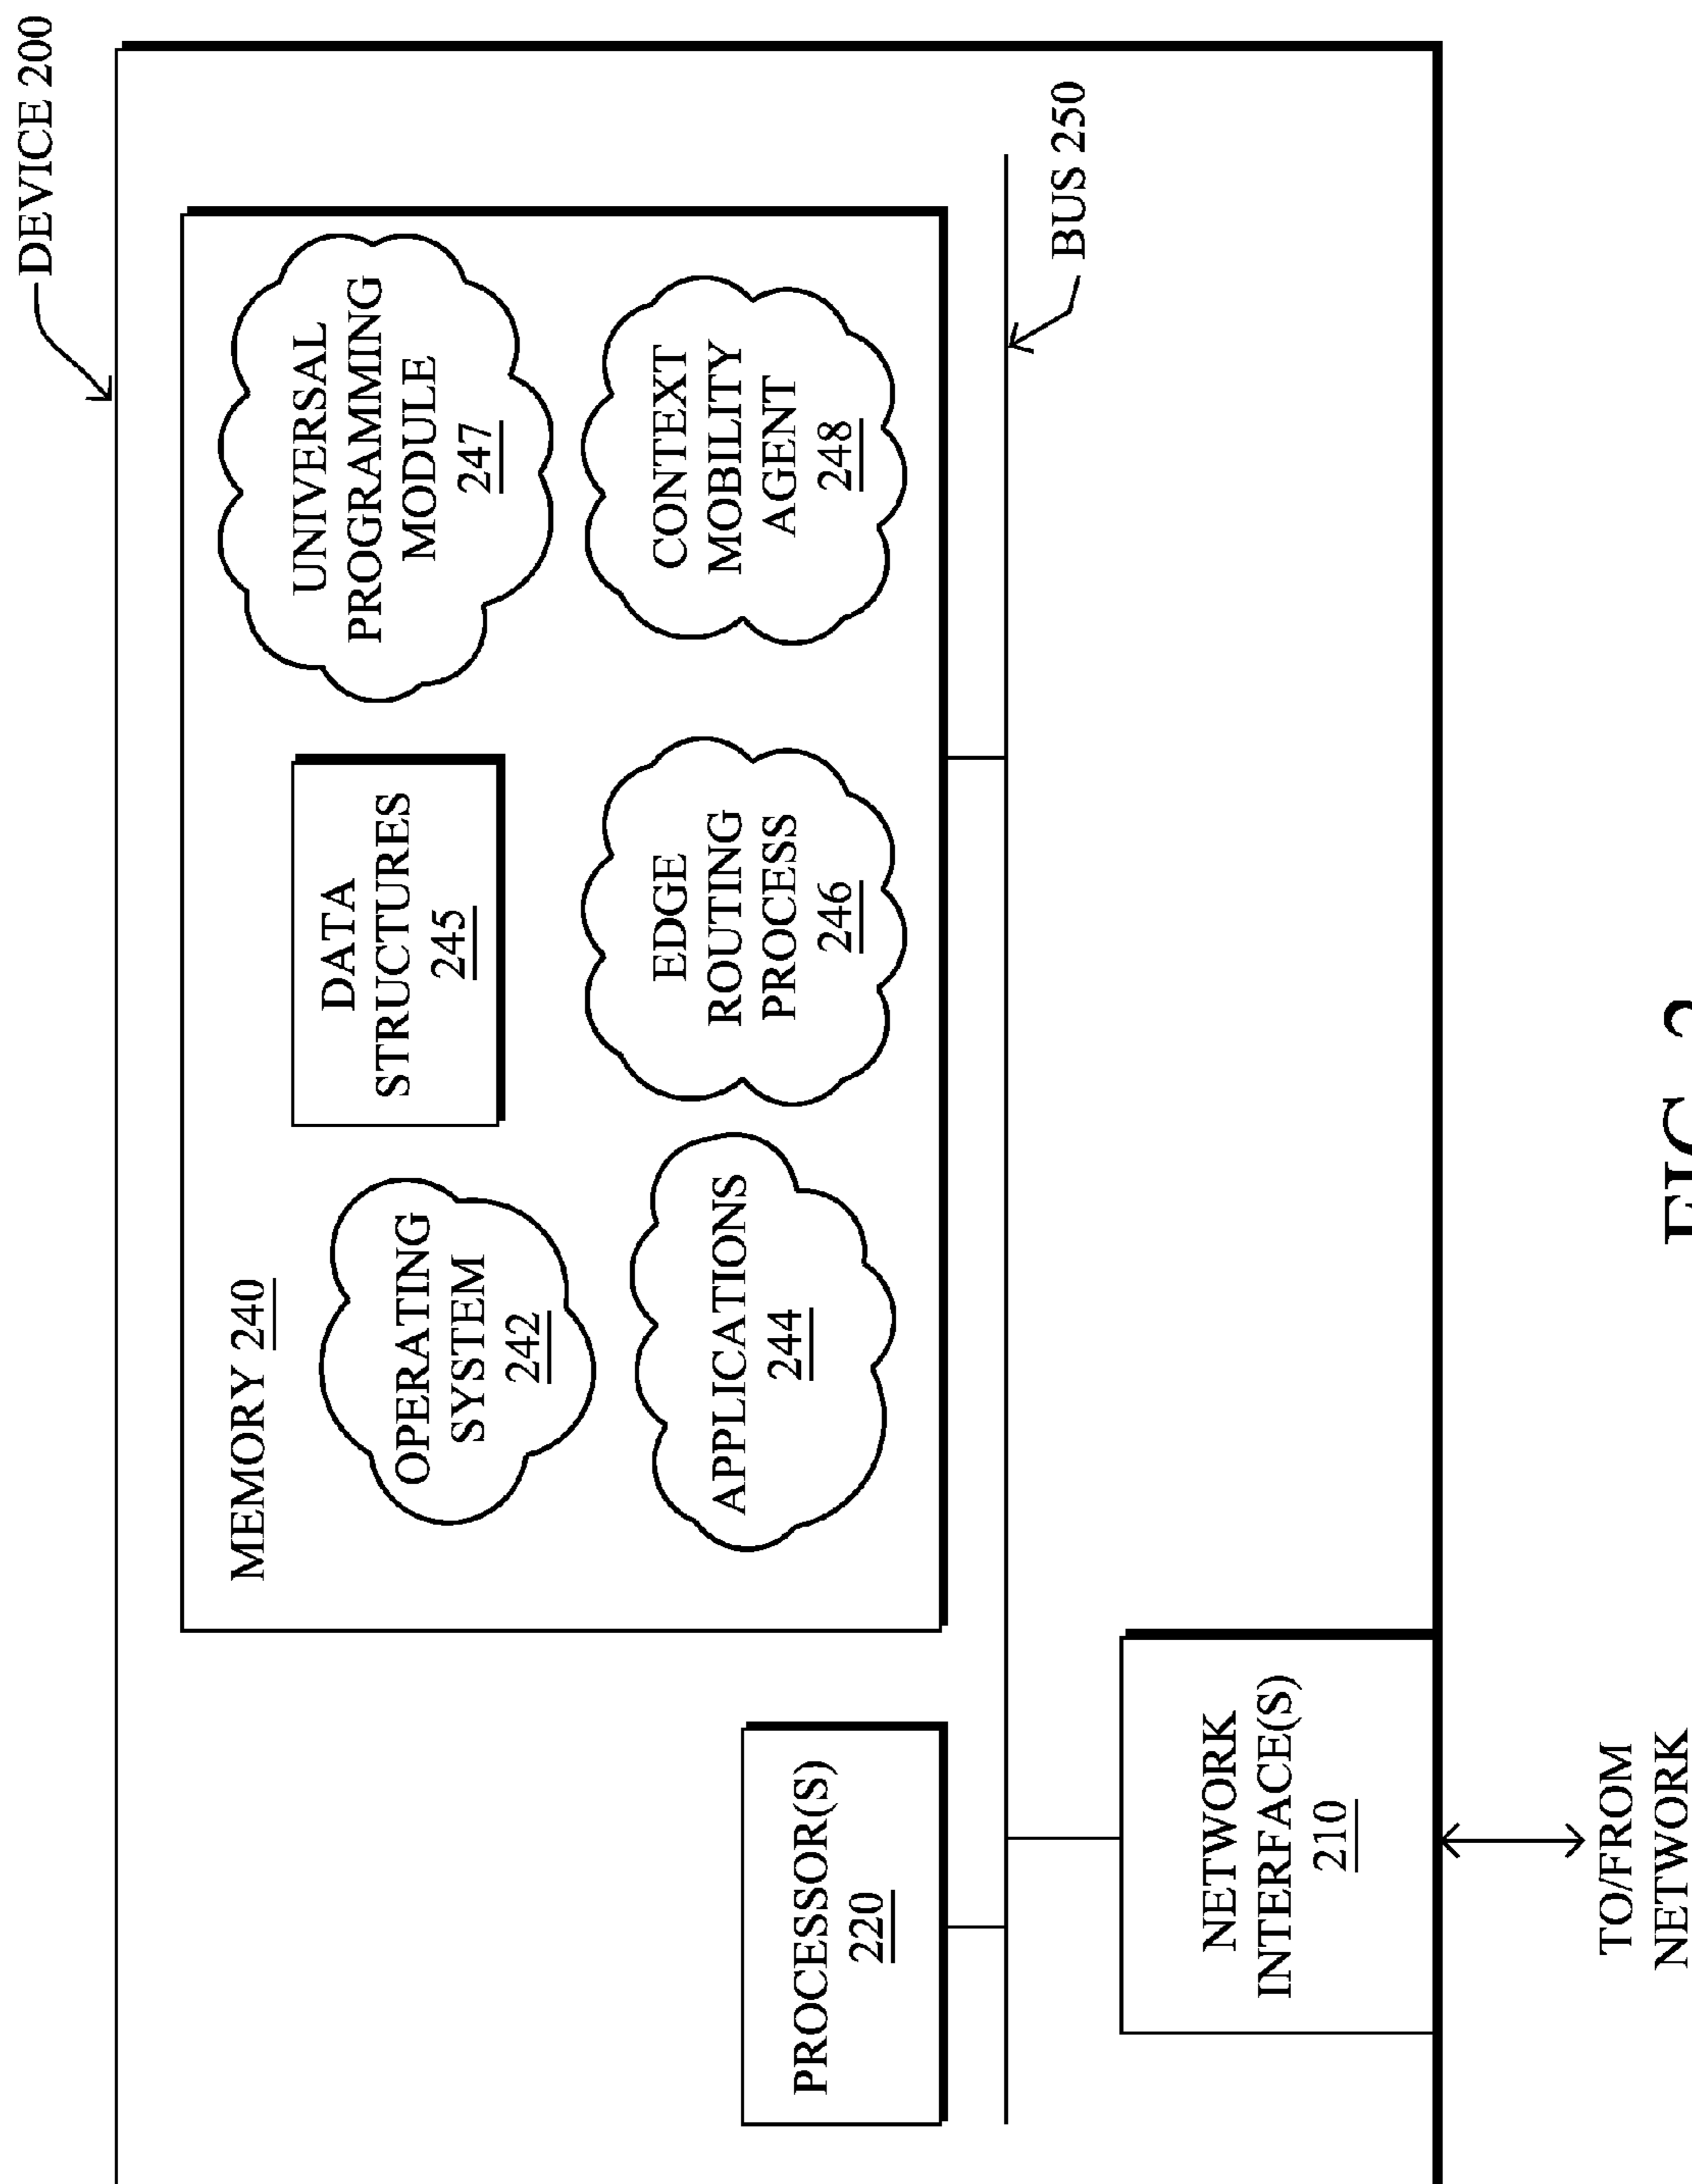 DEVICE 200
MEMORY 240
OPERATING
SYSTEM
242
DATA
STRUCTURES
245
UNIVERSAL
PROGRAMMING
MODULE
247
APPLICATIONS
244
EDGE
ROUTING
PROCESS
246
CONTEXT
MOBILITY
AGENT
248
PROCESSOR(S)
220
BUS 250
NETWORK
INTERFACE(S)
210
TO/FROM
NETWORK
FIG.